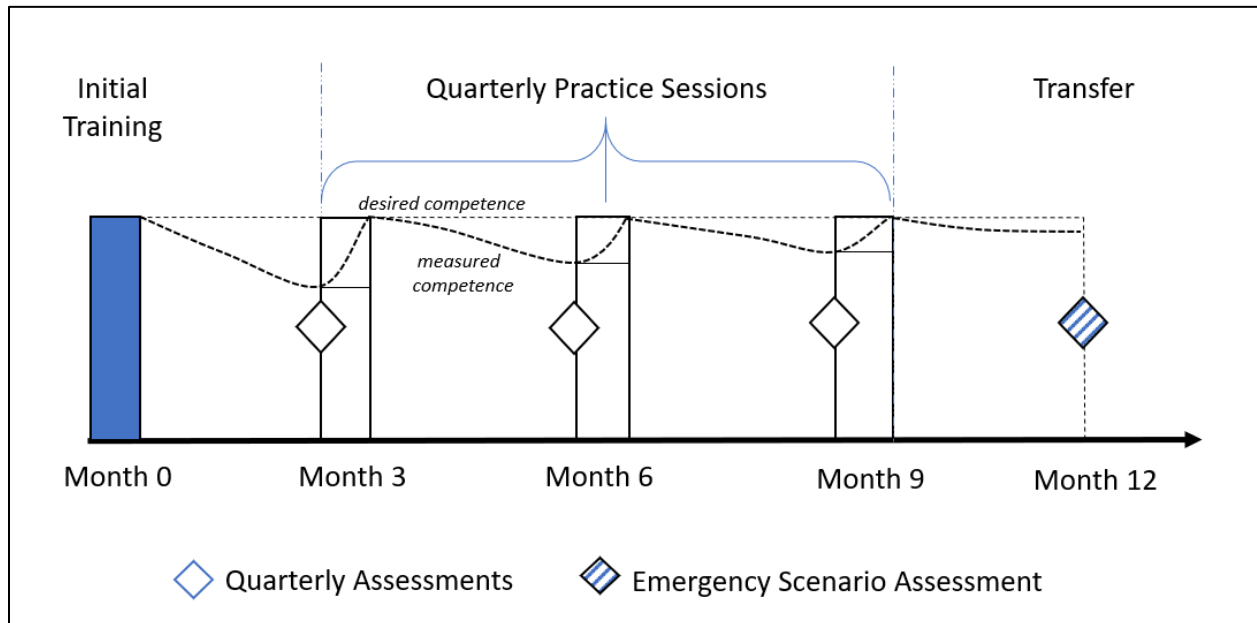 Initial
Training
Quarterly Practice Sessions
Transfer
desired competence
measured
competence
Month 0
Month 3
Month 6
Month 9
Month 12
Quarterly Assessments
Emergency Scenario Assessment